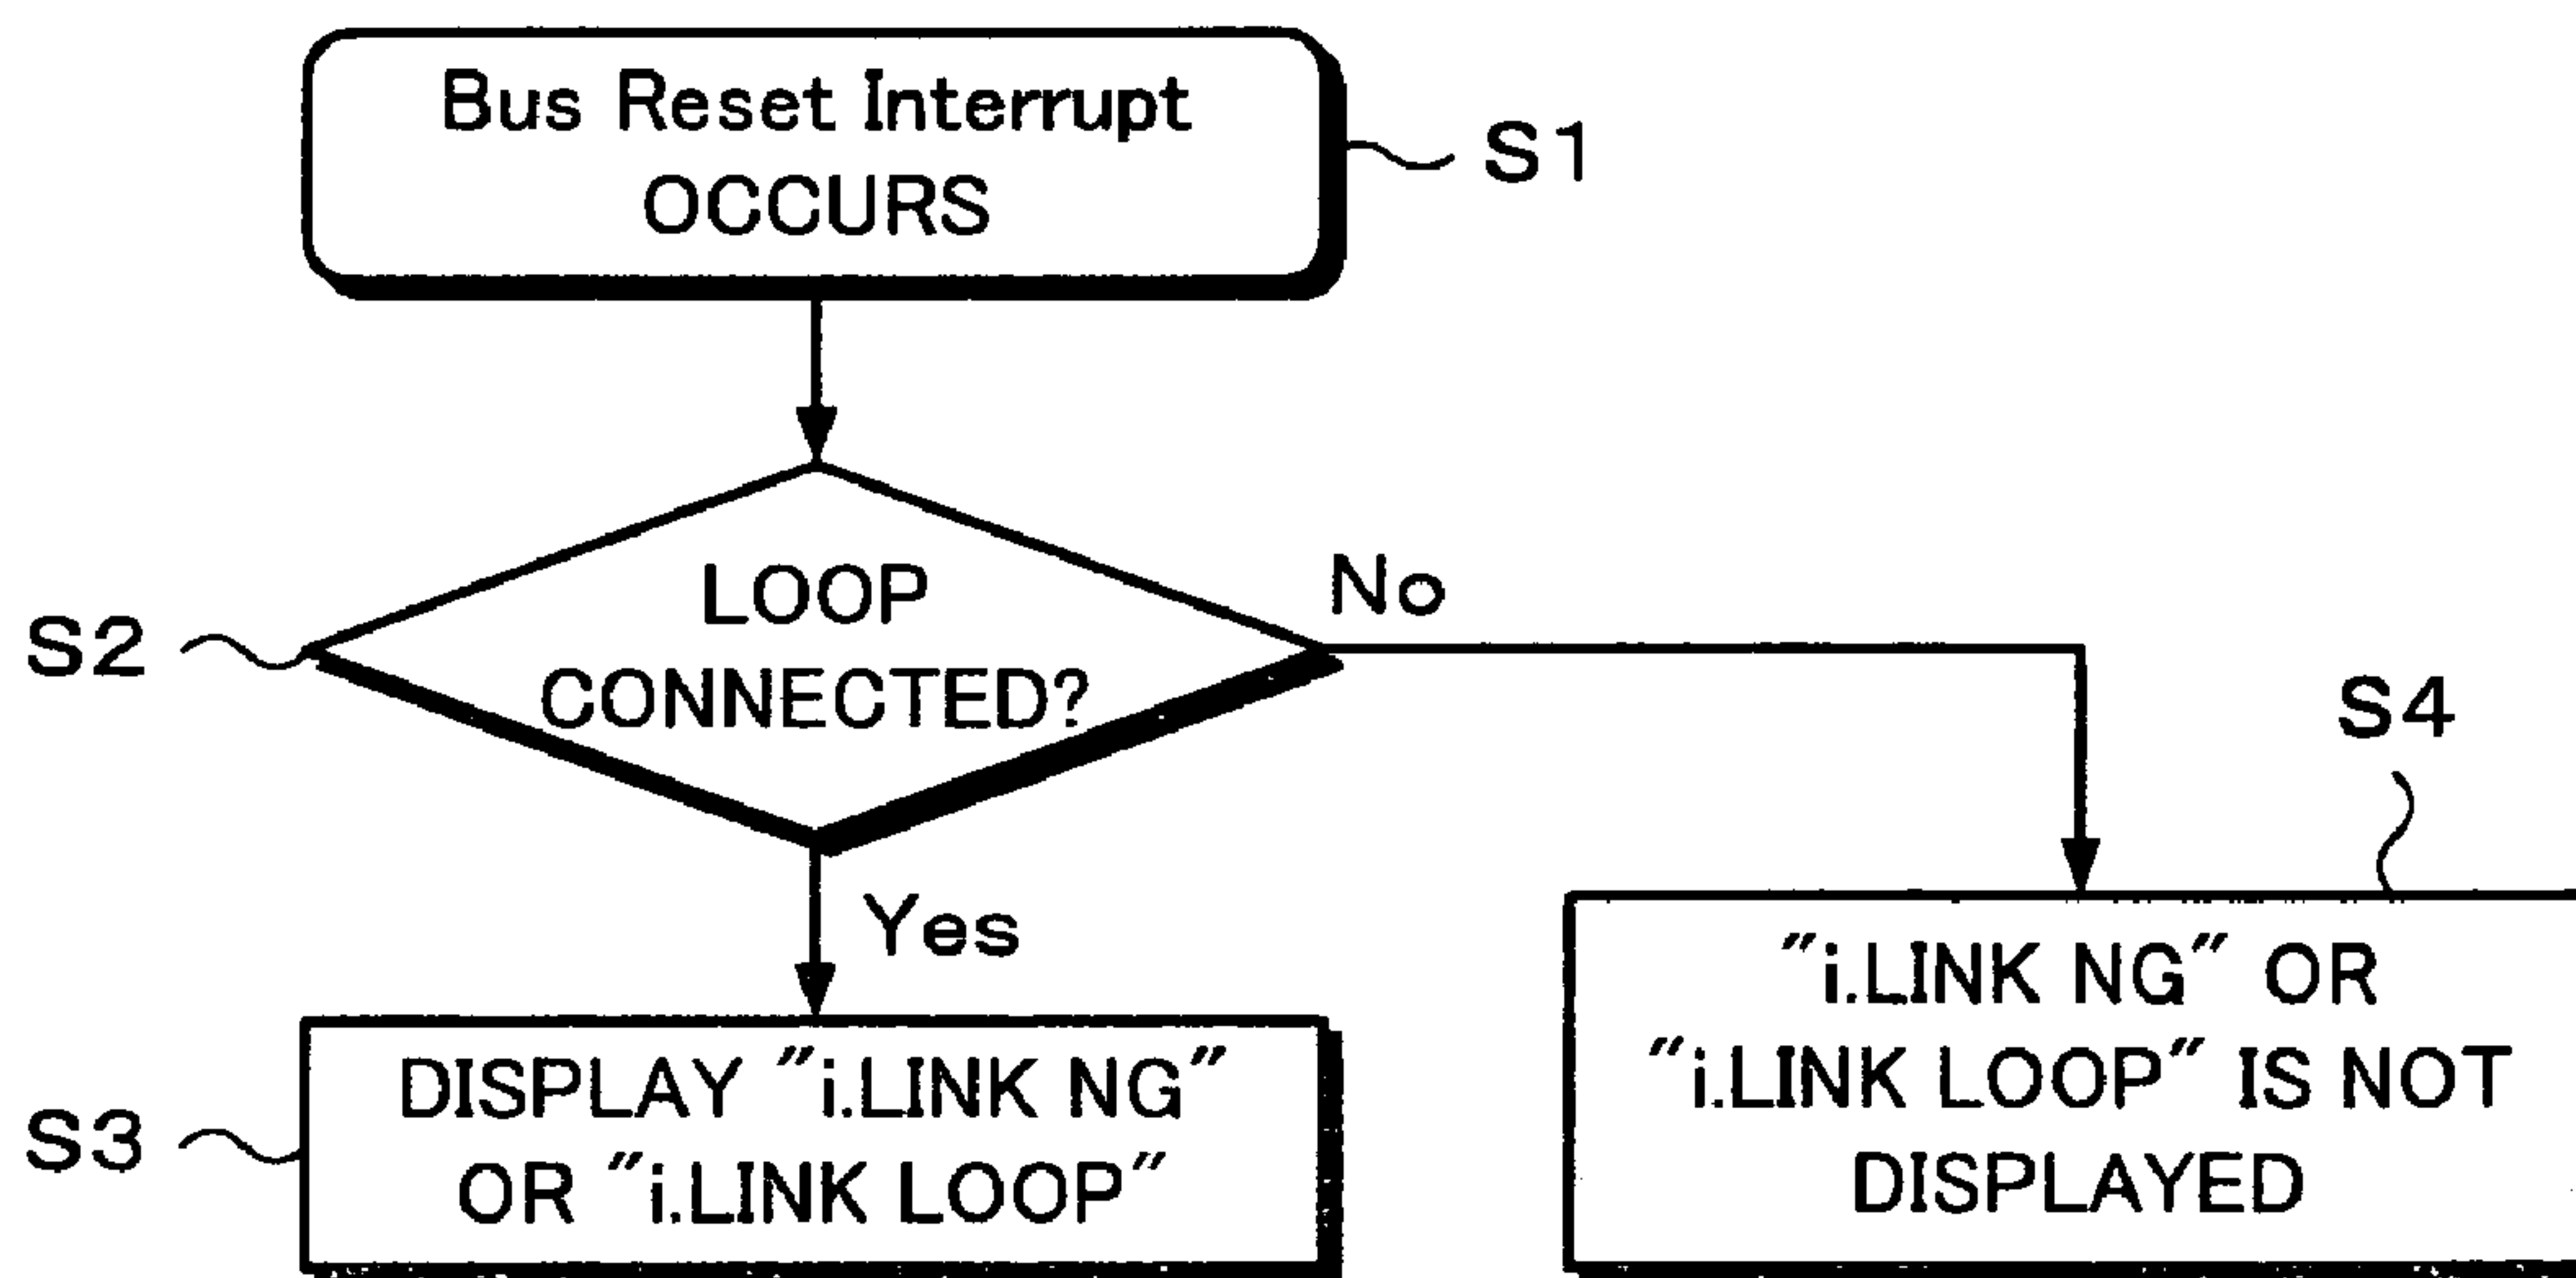 Bus Reset Interrupt
OCCURS
S1
LOOP
CONNECTED?
No
S2
S4
Yes
"i.LINK NG" OR
"i.LINK LOOP" IS NOT
DISPLAYED
DISPLAY "i.LINK NG"
OR "i.LINK LOOP"
S3